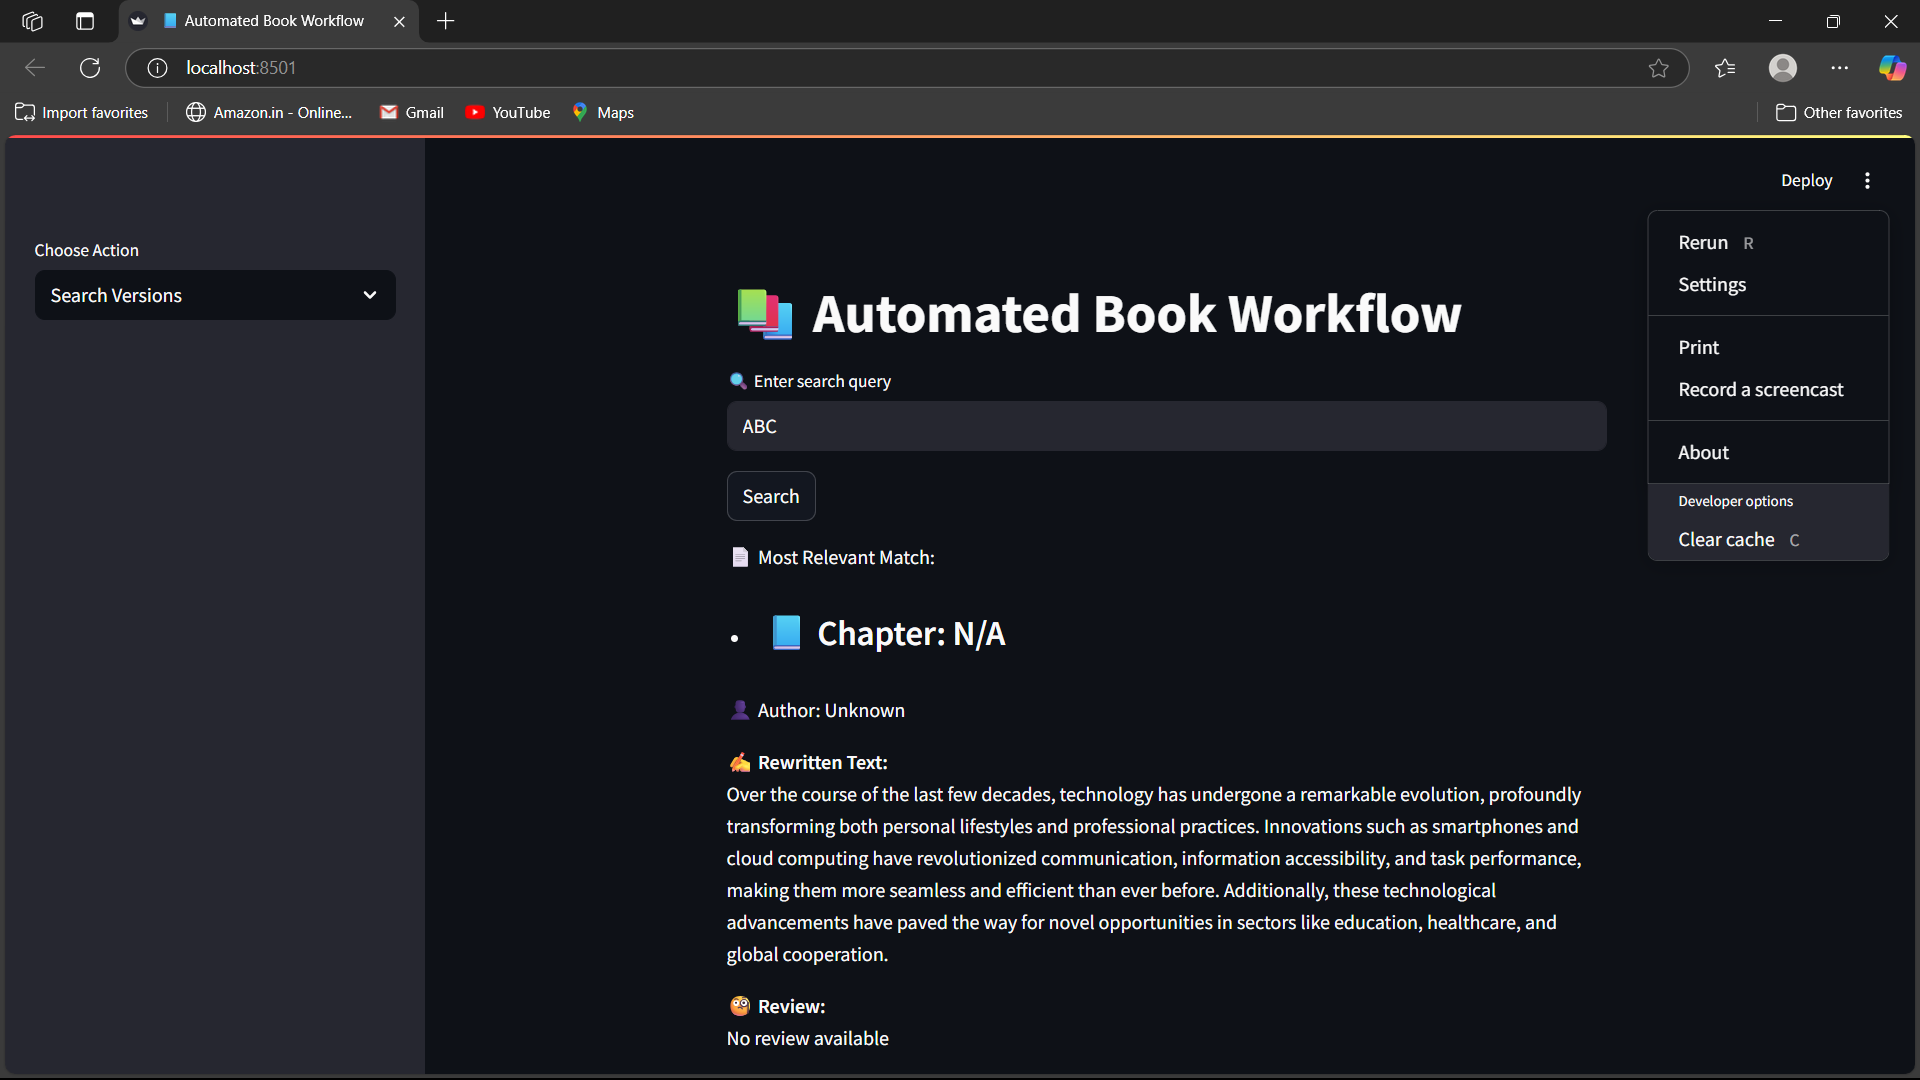 Automated Book Workflow
localhost:8501
Import favorites
Amazon.in - Online...
Gmail
YouTube
Maps
Other favorites
Deploy
Choose Action
Search Versions
Rerun R
Settings
Print
Record a screencast
About
Developer options
Clear cache C
Automated Book Workflow
Enter search query
ABC
Search
Most Relevant Match:
• Chapter: N/A
Author: Unknown
Rewritten Text:
Over the course of the last few decades, technology has undergone a remarkable evolution, profoundly
transforming both personal lifestyles and professional practices. Innovations such as smartphones and
cloud computing have revolutionized communication, information accessibility, and task performance,
making them more seamless and efficient than ever before. Additionally, these technological
advancements have paved the way for novel opportunities in sectors like education, healthcare, and
global cooperation.
Review:
No review available